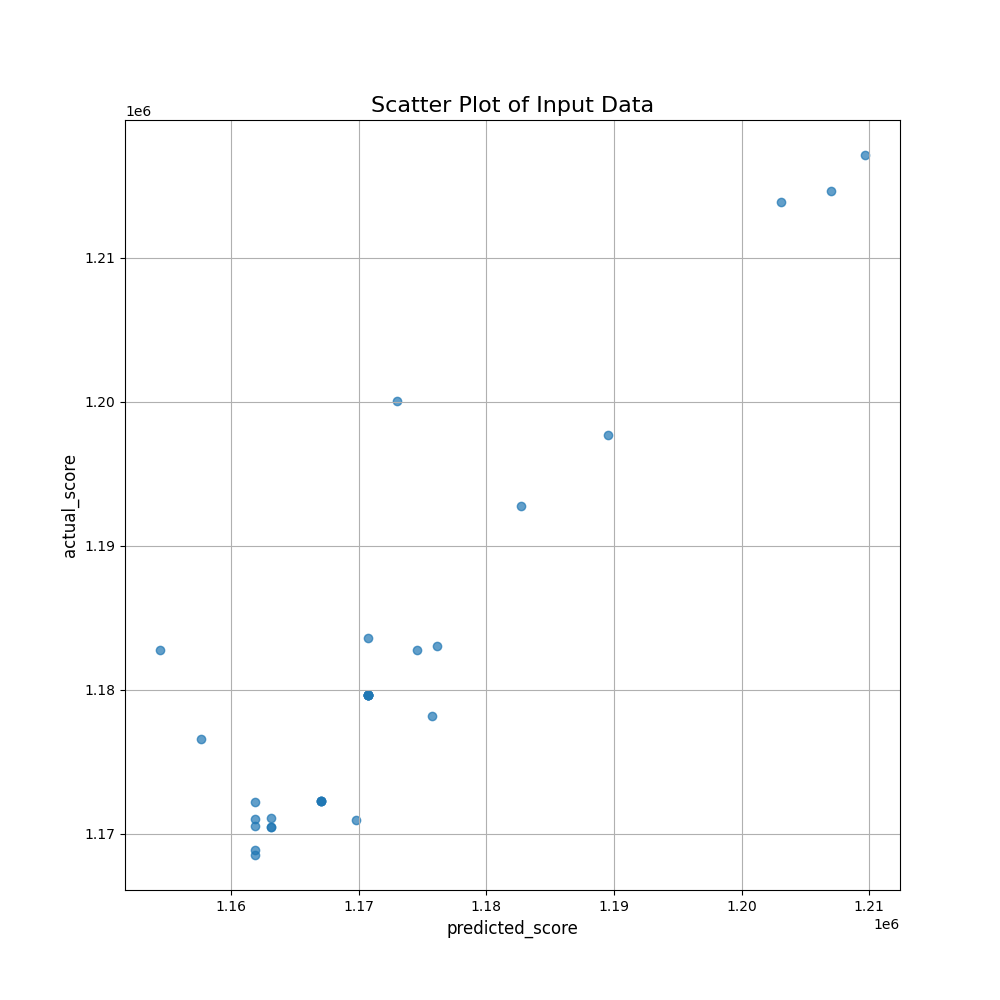 Scatter Plot of Input Data
1e6
1.21
1.20
1.19
1.18
1.17
actual_score
1.16 1.17 1.18 1.19 1.20 1.21
1e6
predicted_score